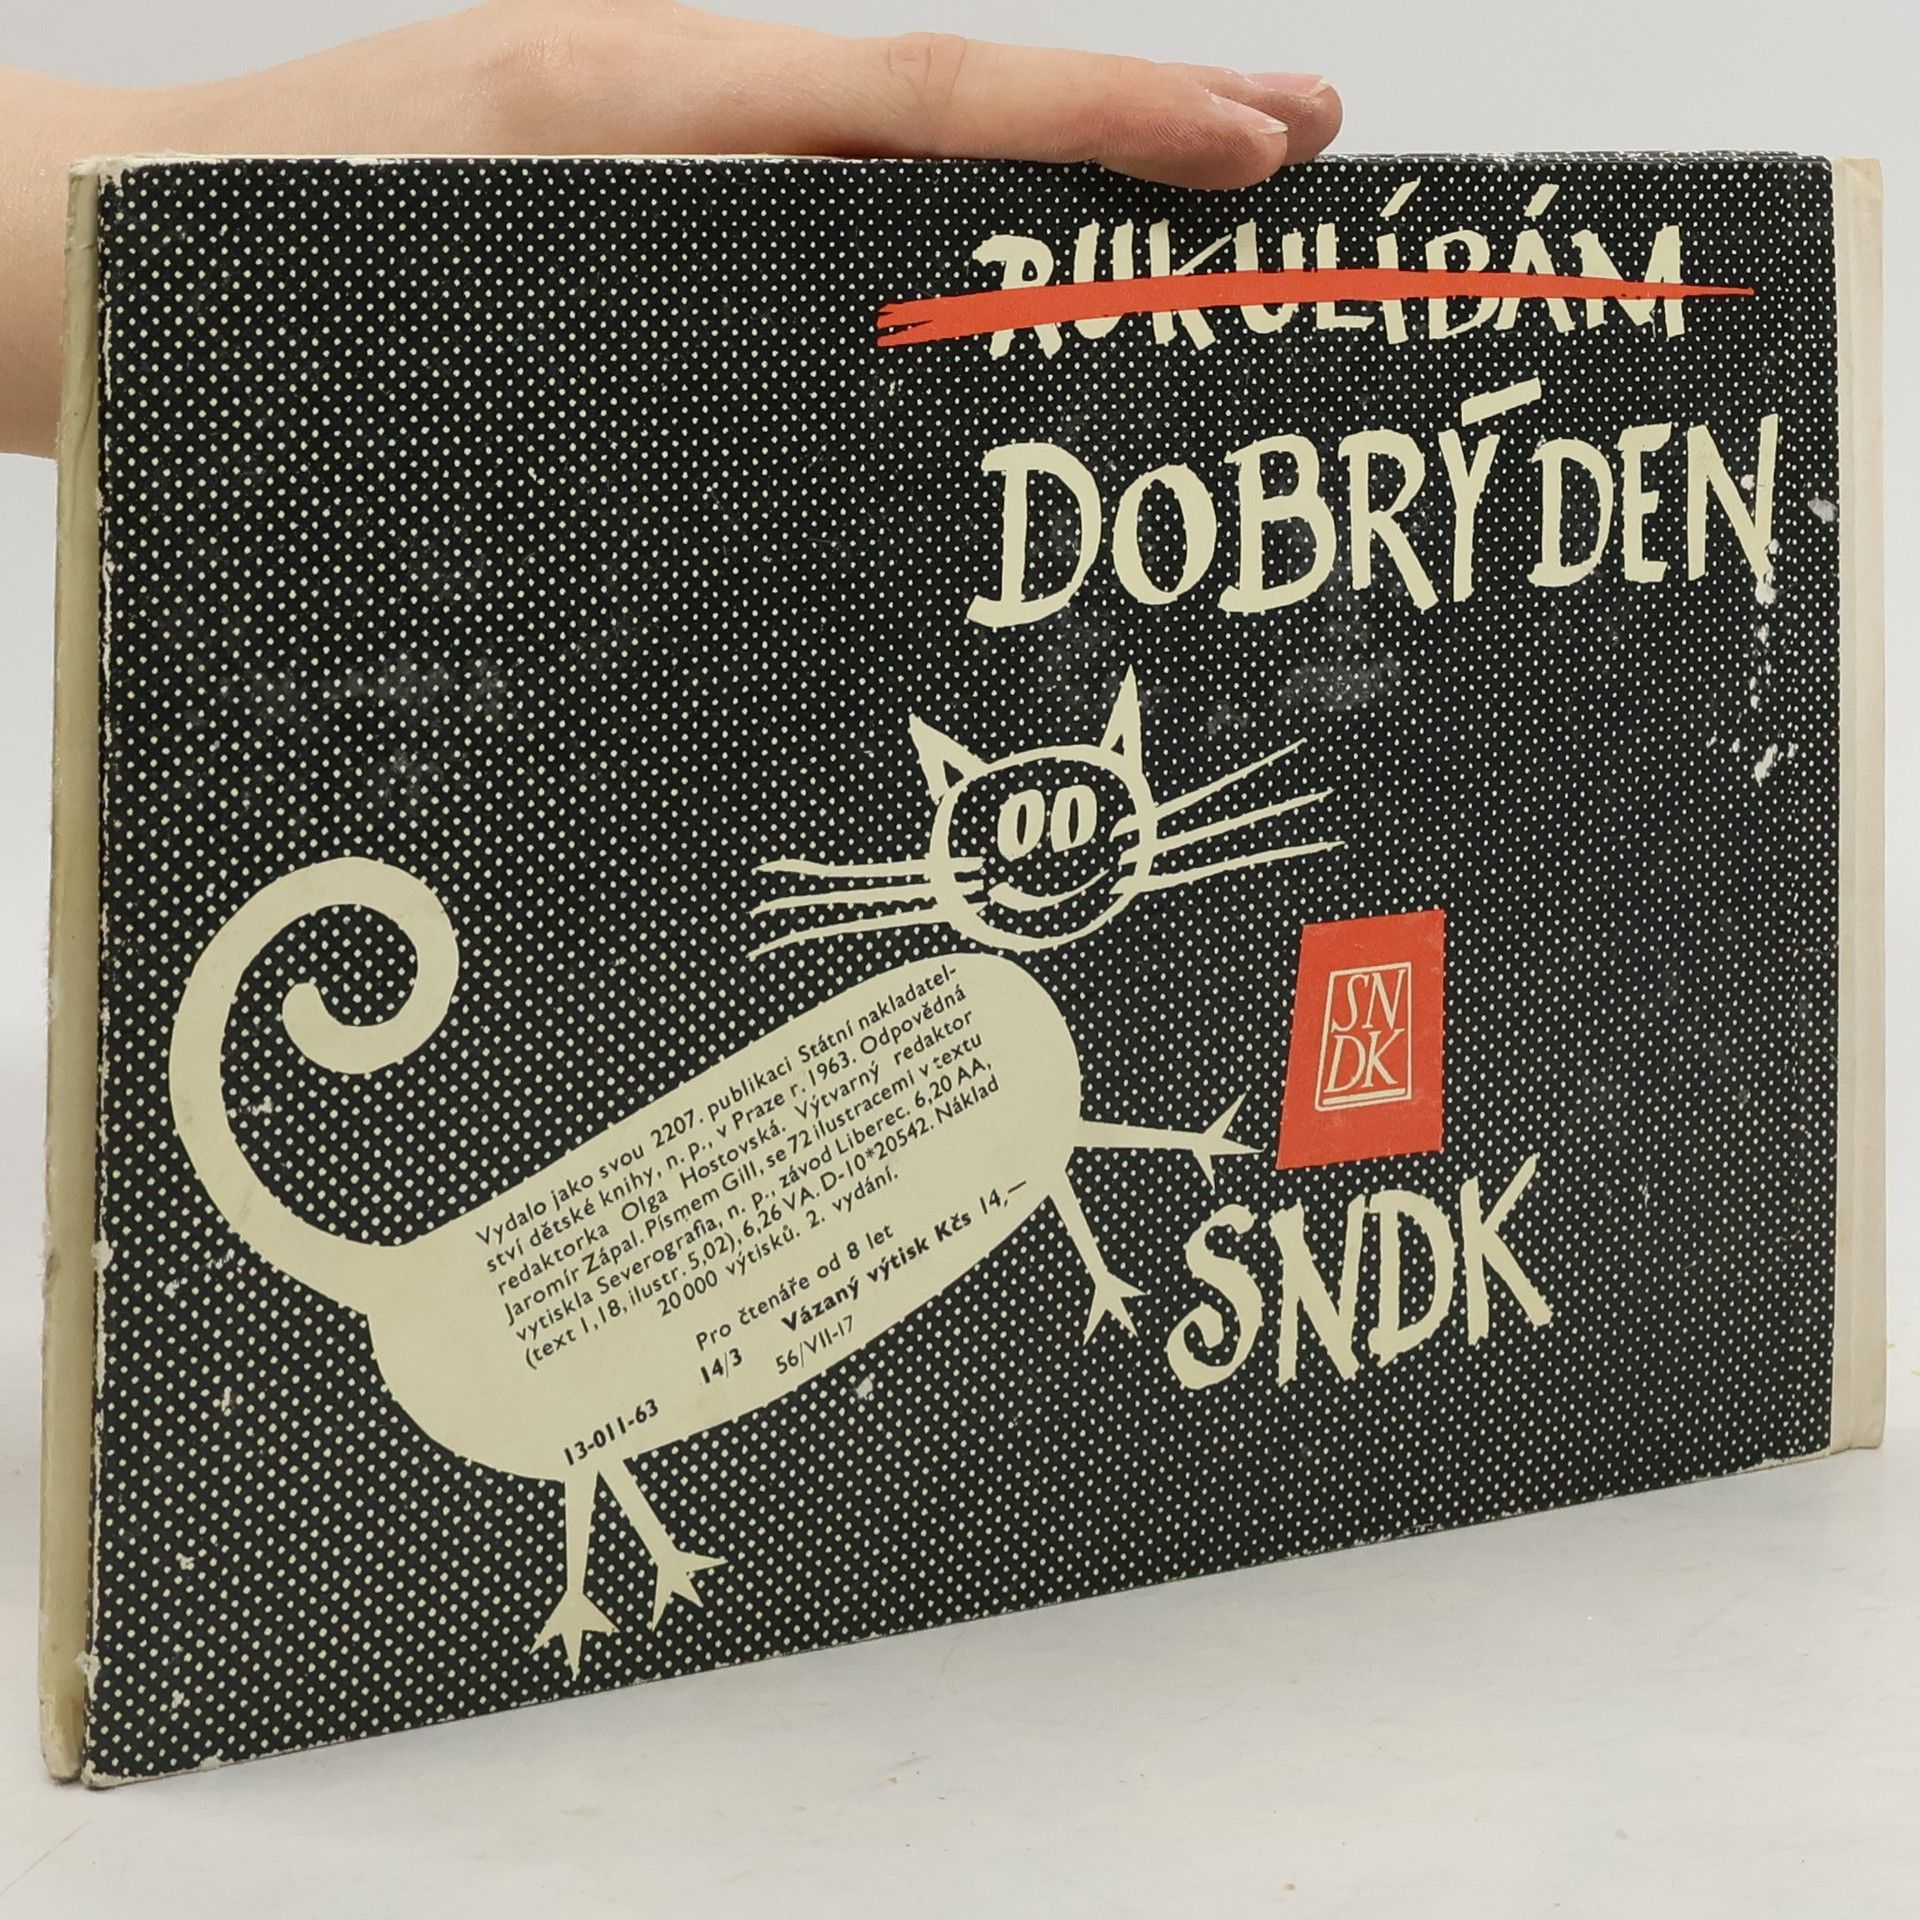 RUKULÍBÁM
DOBRÝ DEN
Vydalo jako svou 2207. publikaci Státní nakladatel-
ství dětské knihy, n. p., v Praze r. 1963. Odpovědná
redaktorka Olga Hostovská. Výtvarný redaktor
Jaromír Zápal. Písmem Gill, se 72 ilustracemi v textu
vytiskla Severografia, n. p., závod Liberec. 6,20 AA,
(text 1,18, ilustr. 5,02), 6,26 VA. D-10*20542. Náklad
20 000 výtisků. 2. vydání.
Pro čtenáře od 8 let
Vázaný výtisk Kčs 14,—
14/3
56/VII-17
13-011-63
SN
DK
SNDK